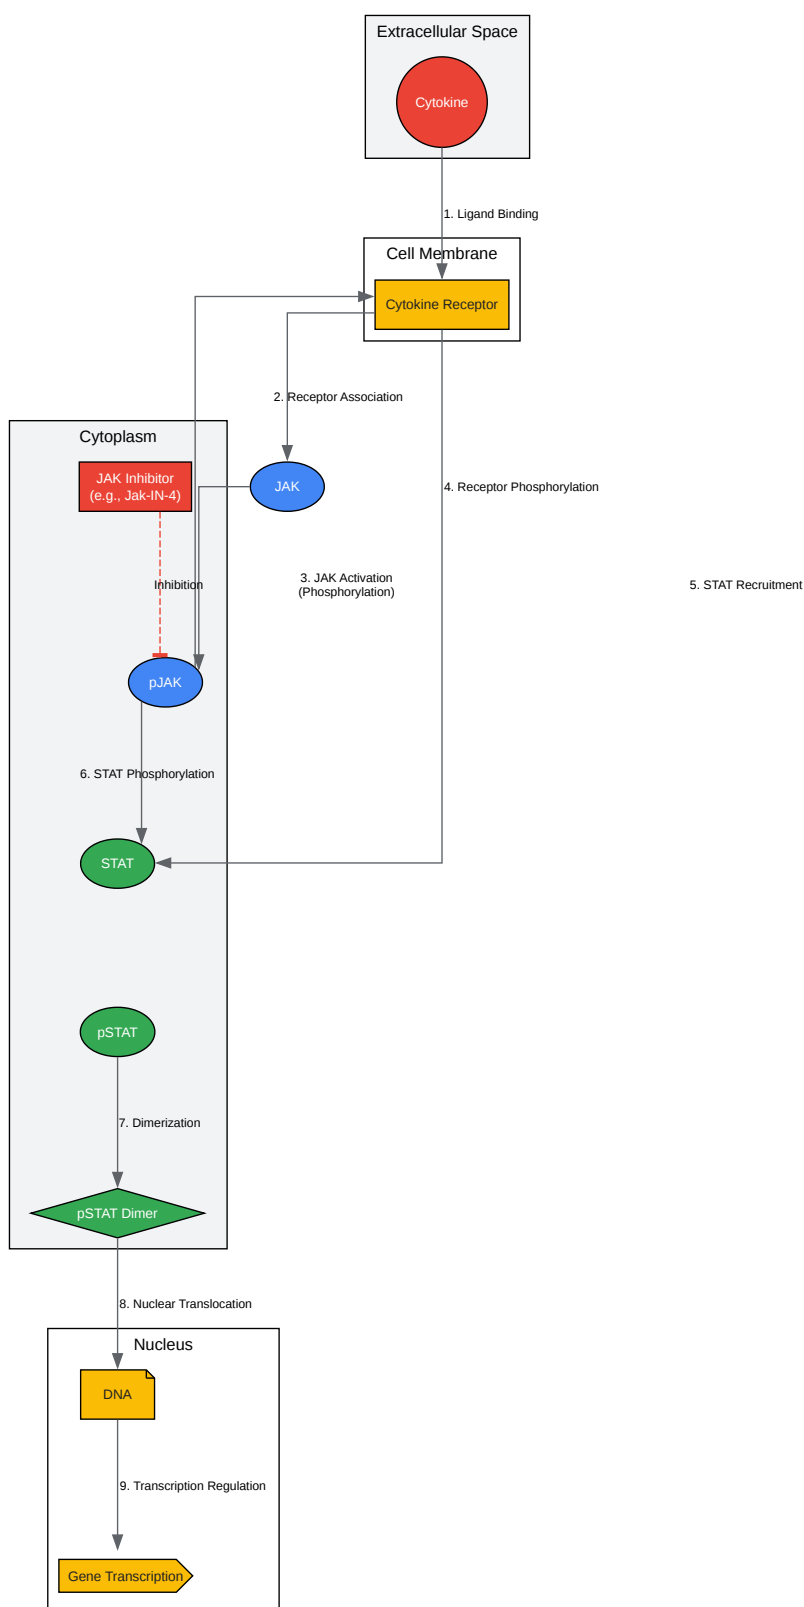 Extracellular Space
Cytokine
1. Ligand Binding
Cell Membrane
Cytokine Receptor
2. Receptor Association
Cytoplasm
JAK Inhibitor
(e.g., Jak-IN-4)
JAK
4. Receptor Phosphorylation
Inhibition
3. JAK Activation
(Phosphorylation)
5. STAT Recruitment
pJAK
6. STAT Phosphorylation
STAT
pSTAT
7. Dimerization
pSTAT Dimer
8. Nuclear Translocation
Nucleus
DNA
9. Transcription Regulation
Gene Transcription